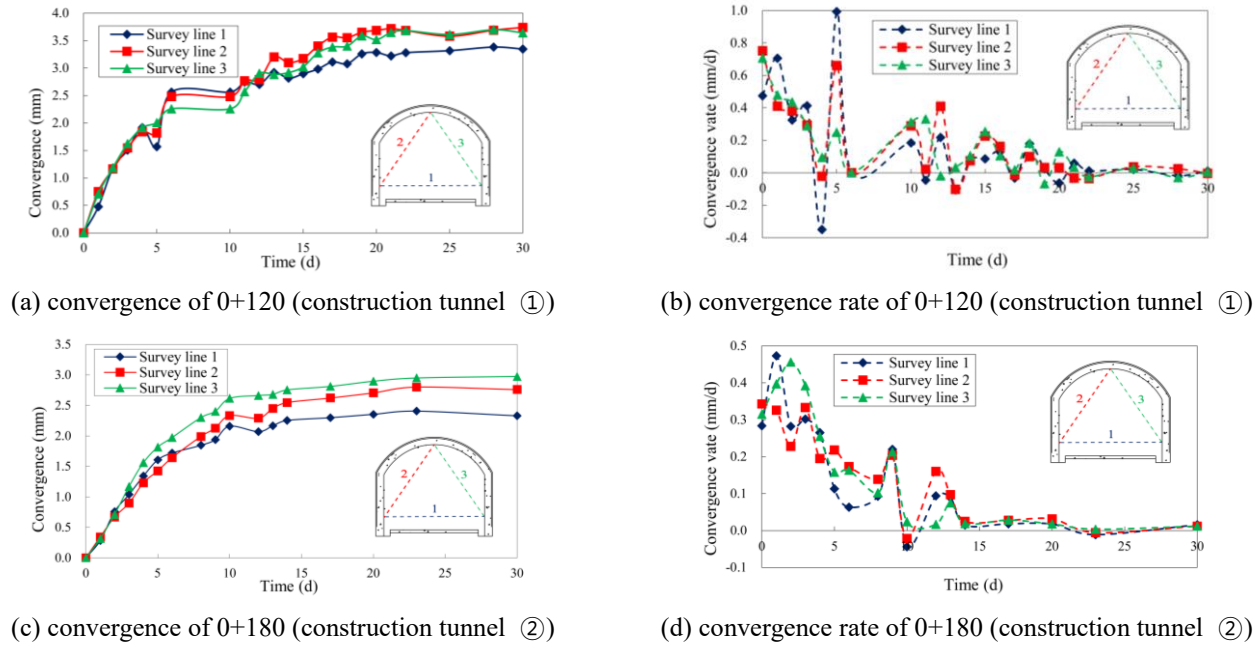 Convergence (mm)
4.0
3.5
3.0
2.5
2.0
1.5
1.0
0.5
0.0
Survey line 1
Survey line 2
Survey line 3
2
3
1
0 5 10 15 20 25 30
Time (d)
Convergence vate (mm/d)
1.0
0.8
0.6
0.4
0.2
0.0
-0.2
-0.4
Survey line 1
Survey line 2
Survey line 3
2
3
1
0 5 10 15 20 25 30
Time (d)
(a) convergence of 0+120 (construction tunnel ①)
(b) convergence rate of 0+120 (construction tunnel ①)
Convergence (mm)
3.5
3.0
2.5
2.0
1.5
1.0
0.5
0.0
Survey line 1
Survey line 2
Survey line 3
2
3
1
0 5 10 15 20 25 30
Time (d)
Convergence vate (mm/d)
0.5
0.4
0.3
0.2
0.1
0.0
-0.1
Survey line 1
Survey line 2
Survey line 3
2
3
1
0 5 10 15 20 25 30
Time (d)
(c) convergence of 0+180 (construction tunnel ②)
(d) convergence rate of 0+180 (construction tunnel ②)